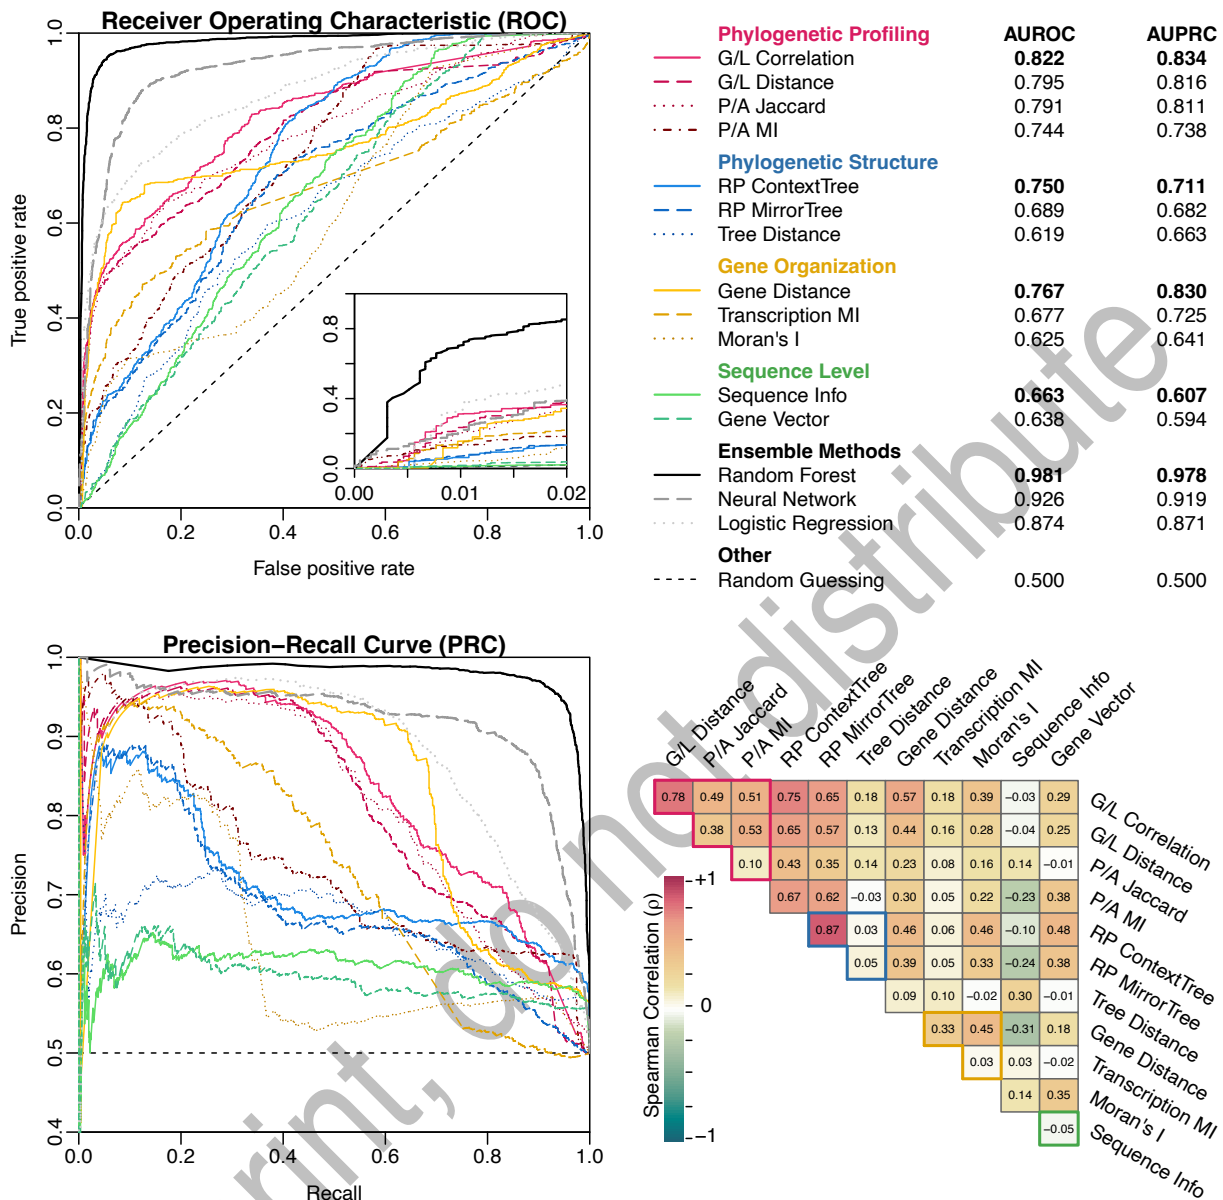 Receiver Operating Characteristic (ROC)
True positive rate
1.0
0.8
0.6
0.4
0.2
0.0
0.0 0.2 0.4 0.6 0.8 1.0
False positive rate
0.8
0.4
0.0
0.00 0.01 0.02
Phylogenetic Profiling AUROC AUPRC
G/L Correlation 0.822 0.834
G/L Distance 0.795 0.816
P/A Jaccard 0.791 0.811
P/A MI 0.744 0.738
Phylogenetic Structure
RP ContextTree 0.750 0.711
RP MirrorTree 0.689 0.682
Tree Distance 0.619 0.663
Gene Organization
Gene Distance 0.767 0.830
Transcription MI 0.677 0.725
Moran's I 0.625 0.641
Sequence Level
Sequence Info 0.663 0.607
Gene Vector 0.638 0.594
Ensemble Methods
Random Forest 0.981 0.978
Neural Network 0.926 0.919
Logistic Regression 0.874 0.871
Other
Random Guessing 0.500 0.500
Precision–Recall Curve (PRC)
Precision
1.0
0.9
0.8
0.7
0.6
0.5
0.4
0.0 0.2 0.4 0.6 0.8 1.0
Recall
G/L Distance
P/A Jaccard
P/A MI
RP ContextTree
RP MirrorTree
Tree Distance
Gene Distance
Transcription MI
Moran's I
Sequence Info
Gene Vector
0.78 0.49 0.51 0.75 0.65 0.18 0.57 0.18 0.39 −0.03 0.29 G/L Correlation
0.38 0.53 0.65 0.57 0.13 0.44 0.16 0.28 −0.04 0.25 G/L Distance
0.10 0.43 0.35 0.14 0.23 0.08 0.16 0.14 −0.01 P/A Jaccard
0.67 0.62 −0.03 0.30 0.05 0.22 −0.23 0.38 P/A MI
0.87 0.03 0.46 0.06 0.46 −0.10 0.48 RP ContextTree
0.05 0.39 0.05 0.33 −0.24 0.38 RP MirrorTree
0.09 0.10 −0.02 0.30 −0.01 Tree Distance
0.33 0.45 −0.31 0.18 Gene Distance
0.03 0.03 −0.02 Transcription MI
0.14 0.35 Moran's I
−0.05 Sequence Info
Spearman Correlation (ρ)
+1
0
−1
rint, do not distribute